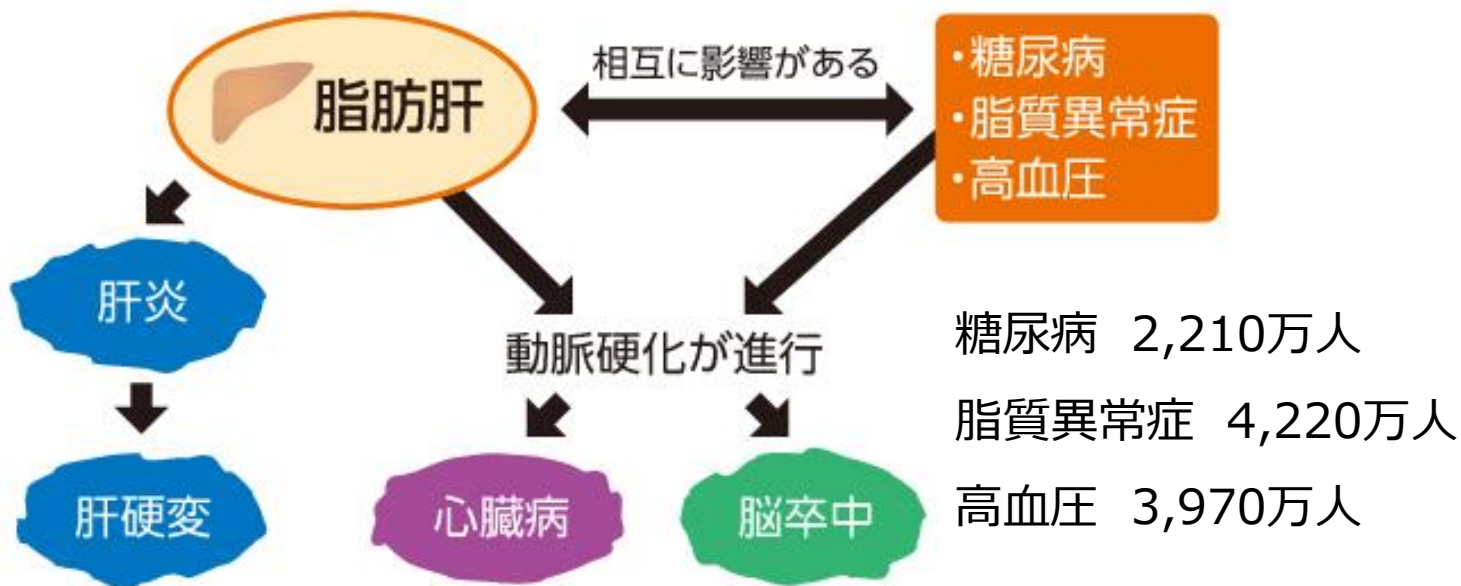 脂肪肝
相互に影響がある
・糖尿病
・脂質異常症
・高血圧
肝炎
動脈硬化が進行
肝硬変
心臓病
脳卒中
糖尿病 2,210万人
脂質異常症 4,220万人
高血圧 3,970万人